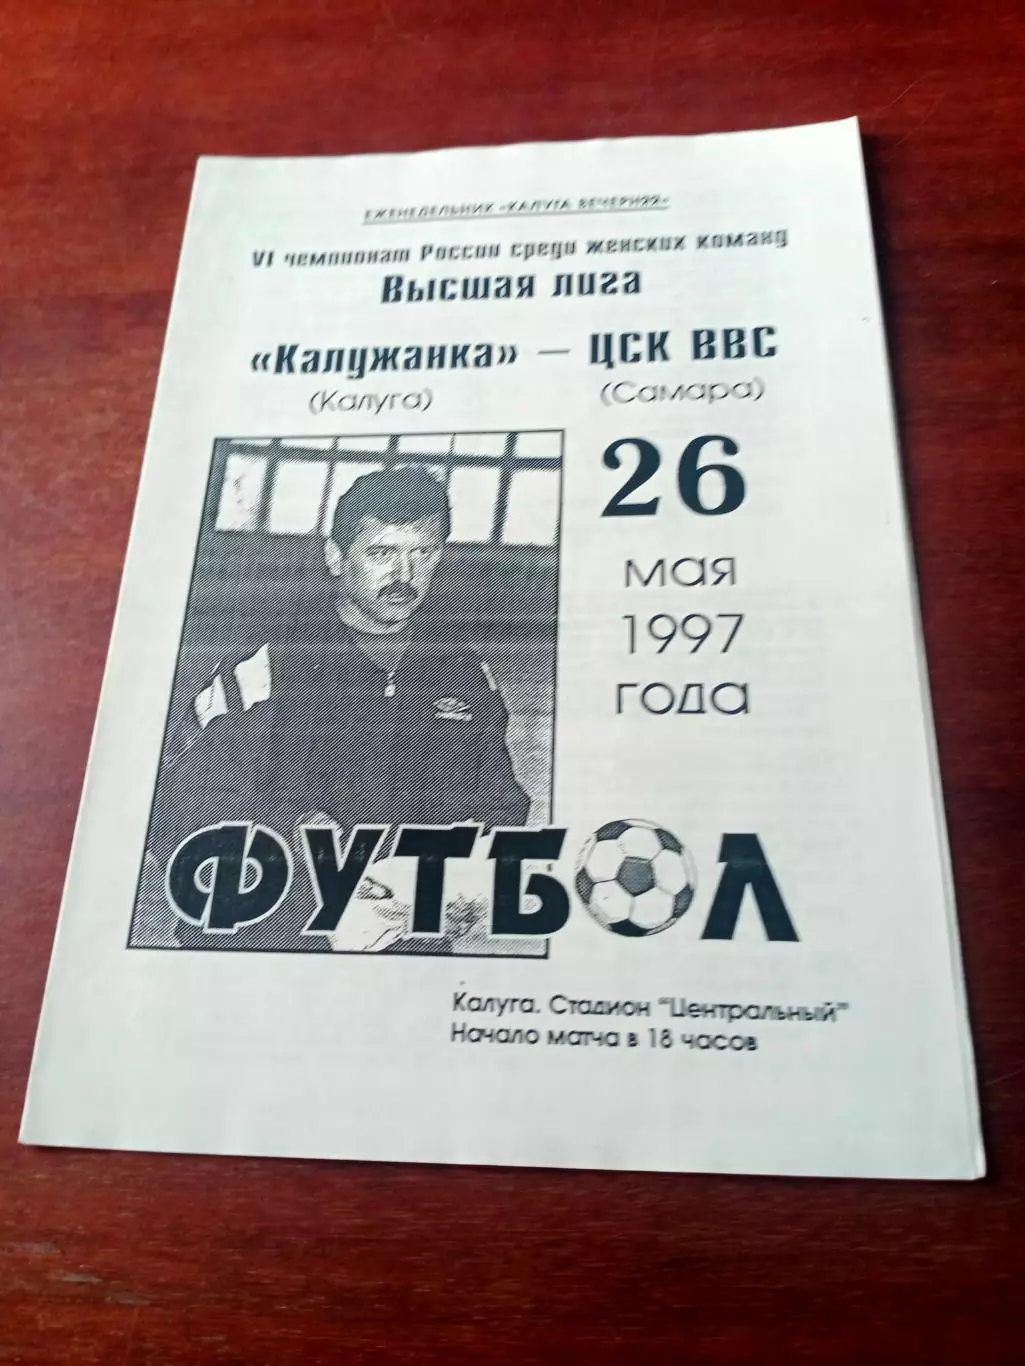 ЕЖЕНЕДЕЛЬНИК «КАЛУГА ВЕЧЕРНЯЯ»
VI чемпионат России среди женских команд
Высшая лига
«Калужанка» — ЦСК ВВС
(Калуга) (Самара)
26
мая
1997
года
ФУТБОЛ
Калуга. Стадион "Центральный"
Начало матча в 18 часов